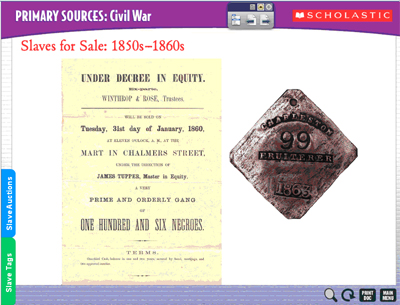 PRIMARY SOURCES: Civil War
SCHOLASTIC
Slaves for Sale: 1850s–1860s
UNDER DECREE IN EQUITY.
Ex-parte,
WINTHROP & ROSE, Trustees.
WILL BE SOLD ON
Tuesday, 31st day of January, 1860,
AT ELEVEN O'CLOCK, A. M., AT THE
MART IN CHALMERS STREET,
UNDER THE DIRECTION OF
JAMES TUPPER, Master in Equity.
A VERY
PRIME AND ORDERLY GANG
OF
ONE HUNDRED AND SIX NEGROES.
TERMS.
CHARLESTON
99
FRUITERER
1863
Slave Auctions
Slave Tags
PRINT DOC
MAIN MENU